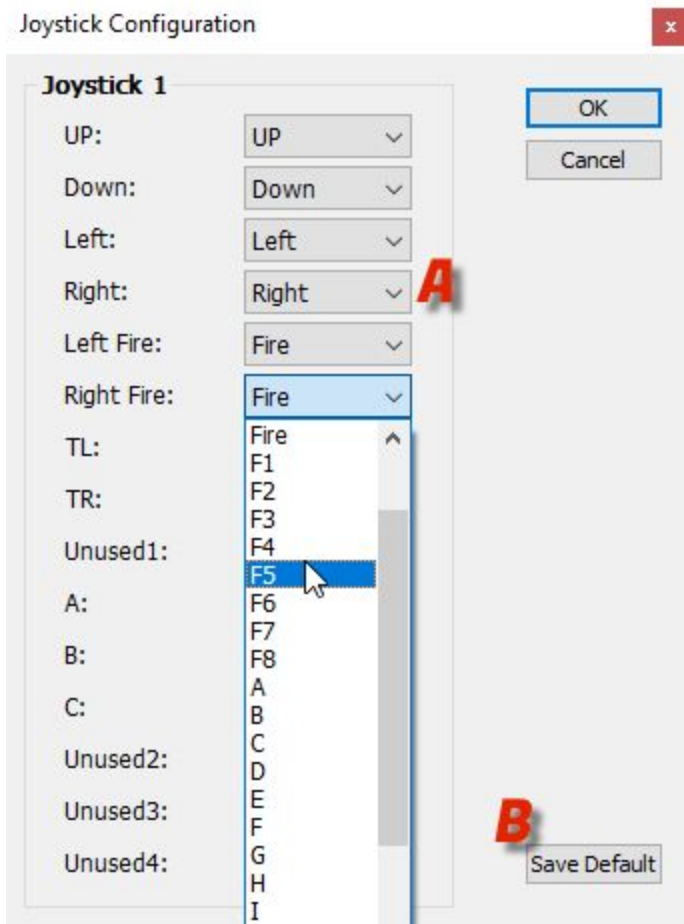 Joystick Configuration
x
Joystick 1
OK
UP: UP
Cancel
Down: Down
Left: Left
A
Right: Right
Left Fire: Fire
Right Fire: Fire
Fire
TL:
F1
F2
TR:
F3
F4
Unused1:
F5
A:
F6
F7
B:
F8
A
C:
B
C
Unused2:
D
E
Unused3:
F
B
G
Unused4:
Save Default
H
I